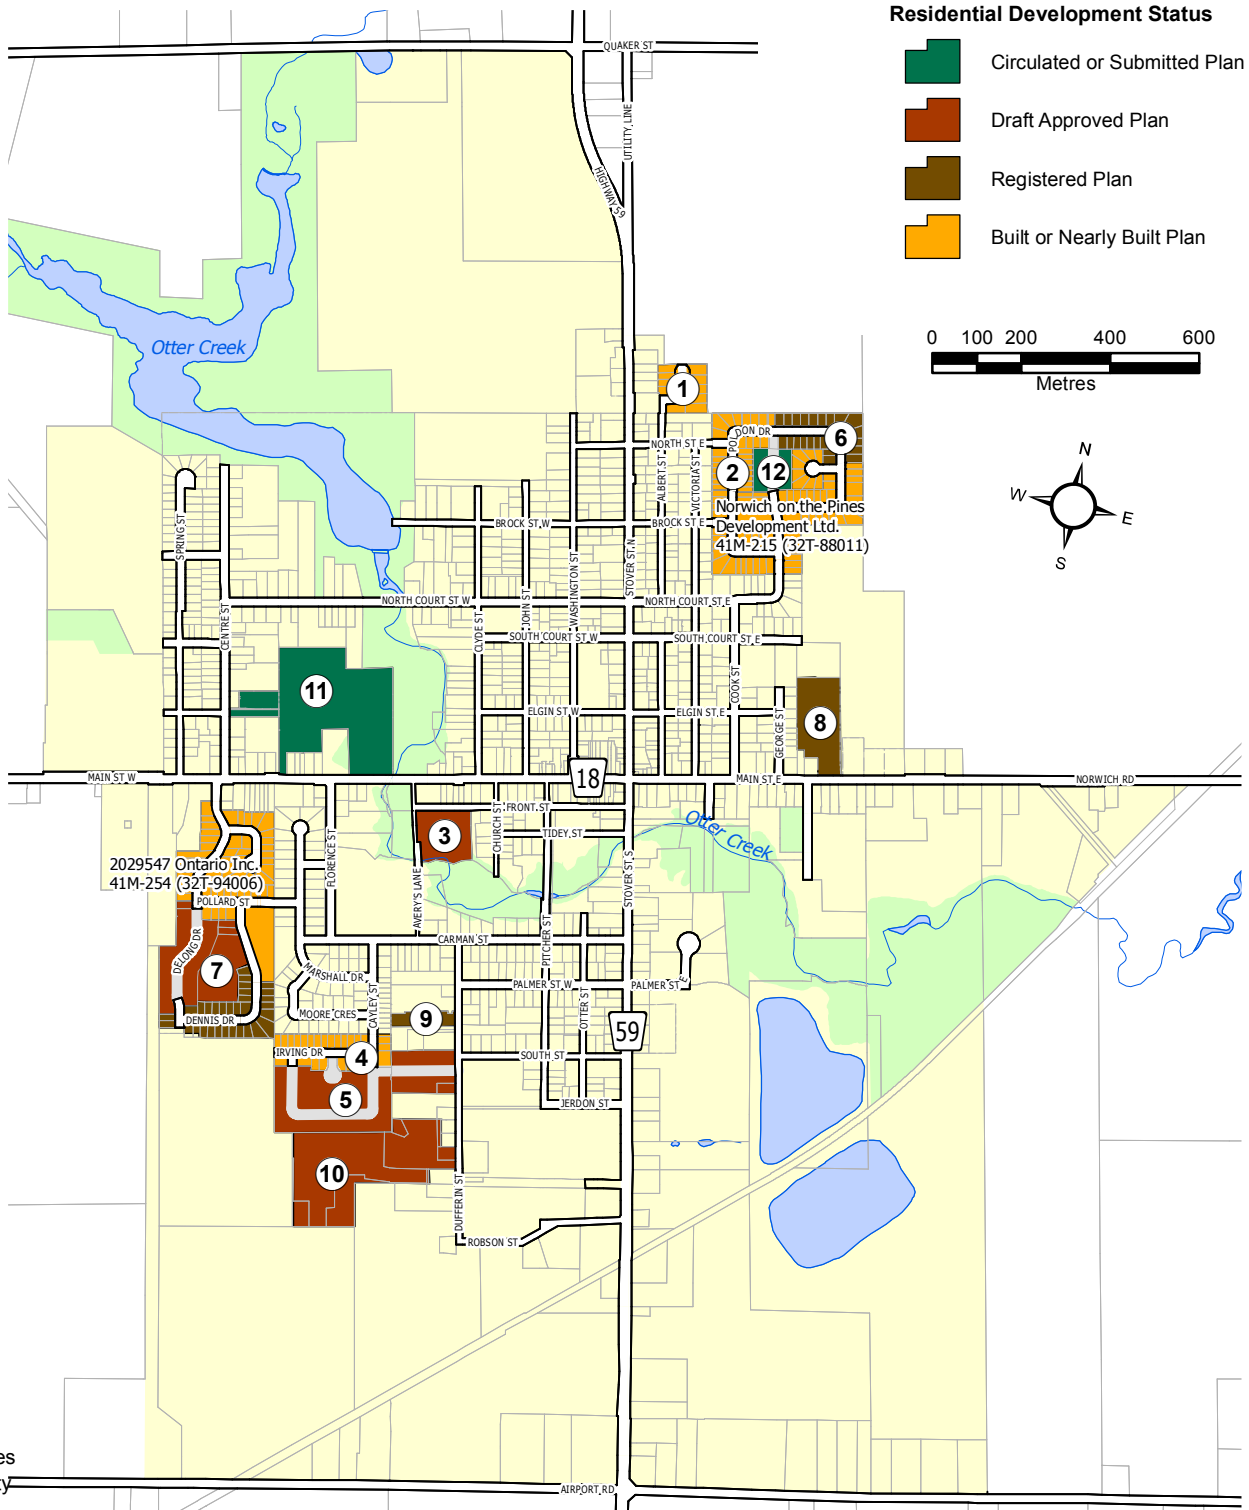 Residential Development Status
Circulated or Submitted Plan
Draft Approved Plan
Registered Plan
Built or Nearly Built Plan
0 100 200 400 600
Metres
N
W
E
S
QUAKER ST
UTILITY LINE
HIGHWAY 59
Otter Creek
1
POLDON DR
6
NORTH ST E
2
12
ALBERT ST
VICTORIA ST
Norwich on the Pines
Development Ltd.
41M-215 (32T-88011)
SPRING ST
BROCK ST W
BROCK ST E
STOVER ST N
WASHINGTON ST
JOHN ST
CLYDE ST
CENTRE ST
NORTH COURT ST W
NORTH COURT ST E
SOUTH COURT ST W
SOUTH COURT ST E
COOK ST
11
ELGIN ST W
ELGIN ST E
GEORGE ST
8
MAIN ST W
18
MAIN ST E
NORWICH RD
FRONT ST
CHURCH ST
TIDEY ST
3
Otter Creek
FLORENCE ST
AVERY'S LANE
STOVER ST S
2029547 Ontario Inc.
41M-254 (32T-94006)
POLLARD ST
DELONG DR
7
CARMAN ST
PITCHER ST
MARSHALL DR
CAYLEY ST
PALMER ST W
PALMER ST E
OTTER ST
MOORE CRES
DENNIS DR
9
59
IRVING DR
4
SOUTH ST
5
JERDON ST
10
DUFFERIN ST
ROBSON ST
es
ty
AIRPORT RD